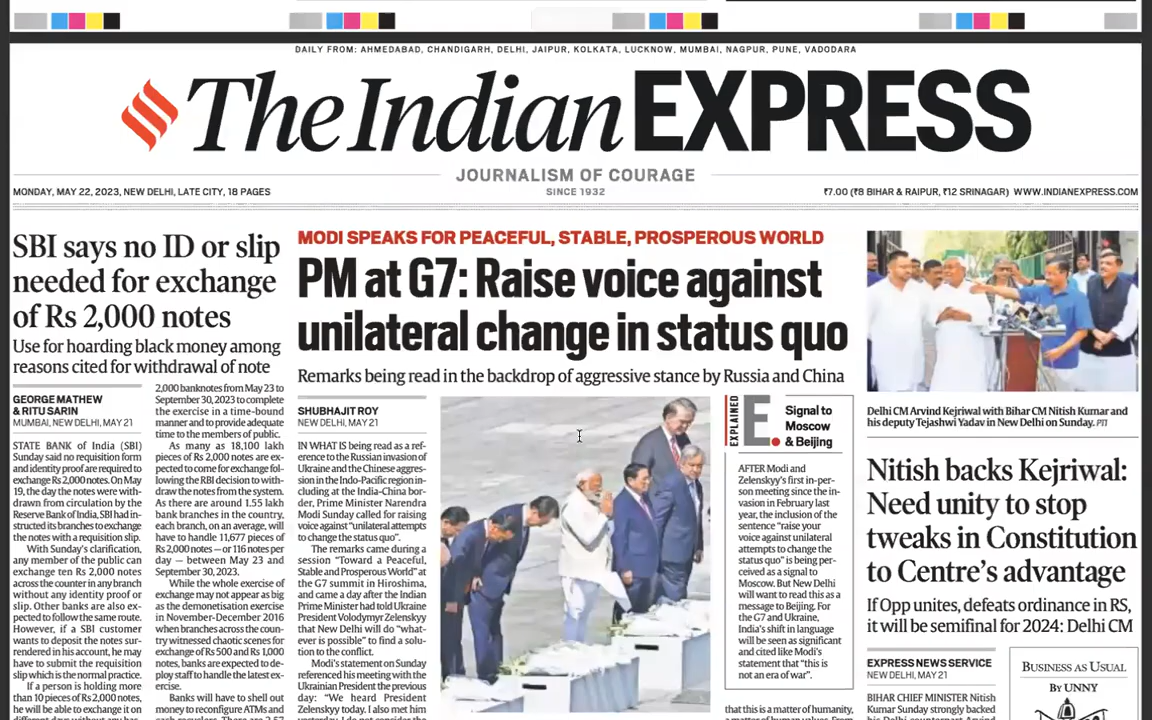 DAILY FROM: AHMEDABAD, CHANDIGARH, DELHI, JAIPUR, KOLKATA, LUCKNOW, MUMBAI, NAGPUR, PUNE, VADODARA
The Indian EXPRESS
JOURNALISM OF COURAGE
SINCE 1932
MONDAY, MAY 22, 2023, NEW DELHI, LATE CITY, 18 PAGES
₹7.00 (₹8 BIHAR & RAIPUR, ₹12 SRINAGAR) WWW.INDIANEXPRESS.COM
SBI says no ID or slip
needed for exchange
of Rs 2,000 notes
Use for hoarding black money among
reasons cited for withdrawal of note
GEORGE MATHEW
& RITU SARIN
MUMBAI, NEW DELHI, MAY 21
STATE BANK of India (SBI)
Sunday said no requisition form
and identity proof are required to
exchange Rs 2,000 notes. On May
19, the day the notes were with-
drawn from circulation by the
Reserve Bank of India, SBI had in-
structed its branches to exchange
the notes with a requisition slip.
With Sunday's clarification,
any member of the public can
exchange ten Rs 2,000 notes
across the counter in any branch
without any identity proof or
slip. Other banks are also ex-
pected to follow the same route.
However, if a SBI customer
wants to deposit the notes sur-
rendered in his account, he may
have to submit the requisition
slip which is the normal practice.
If a person is holding more
than 10 pieces of Rs 2,000 notes,
he will be able to exchange it on
different days without any has-
2,000 banknotes from May 23 to
September 30, 2023 to complete
the exercise in a time-bound
manner and to provide adequate
time to the members of public.
As many as 18,100 lakh
pieces of Rs 2,000 notes are ex-
pected to come for exchange fol-
lowing the RBI decision to with-
draw the notes from the system.
As there are around 1.55 lakh
bank branches in the country,
each branch, on an average, will
have to handle 11,677 pieces of
Rs 2,000 notes — or 116 notes per
day — between May 23 and
September 30, 2023.
While the whole exercise of
exchange may not appear as big
as the demonetisation exercise
in November-December 2016
when branches across the coun-
try witnessed chaotic scenes for
exchange of Rs 500 and Rs 1,000
notes, banks are expected to de-
ploy staff to handle the latest ex-
ercise.
Banks will have to shell out
money to reconfigure ATMs and
cash recyclers. There are 2.57
MODI SPEAKS FOR PEACEFUL, STABLE, PROSPEROUS WORLD
PM at G7: Raise voice against
unilateral change in status quo
Remarks being read in the backdrop of aggressive stance by Russia and China
SHUBHAJIT ROY
NEW DELHI, MAY 21
IN WHAT IS being read as a ref-
erence to the Russian invasion of
Ukraine and the Chinese aggres-
sion in the Indo-Pacific region in-
cluding at the India-China bor-
der, Prime Minister Narendra
Modi Sunday called for raising
voice against "unilateral attempts
to change the status quo".
The remarks came during a
session "Toward a Peaceful,
Stable and Prosperous World" at
the G7 summit in Hiroshima,
and came a day after the Indian
Prime Minister had told Ukraine
President Volodymyr Zelenskyy
that New Delhi will do "what-
ever is possible" to find a solu-
tion to the conflict.
Modi's statement on Sunday
referenced his meeting with the
Ukrainian President the previous
day: "We heard President
Zelenskyy today. I also met him
yesterday. I do not consider the
EXPLAINED
E.
Signal to
Moscow
& Beijing
AFTER Modi and
Zelenskyy's first in-per-
son meeting since the in-
vasion in February last
year, the inclusion of the
sentence "raise your
voice against unilateral
attempts to change the
status quo" is being per-
ceived as a signal to
Moscow. But New Delhi
will want to read this as a
message to Beijing. For
the G7 and Ukraine,
India's shift in language
will be seen as significant
and cited like Modi's
statement that "this is
not an era of war".
that this is a matter of humanity,
a matter of human values. From
Delhi CM Arvind Kejriwal with Bihar CM Nitish Kumar and
his deputy Tejashwi Yadav in New Delhi on Sunday. PTI
Nitish backs Kejriwal:
Need unity to stop
tweaks in Constitution
to Centre's advantage
If Opp unites, defeats ordinance in RS,
it will be semifinal for 2024: Delhi CM
EXPRESS NEWS SERVICE
NEW DELHI, MAY 21
BIHAR CHIEF MINISTER Nitish
Kumar Sunday strongly backed
his Delhi counterpart Arvind
BUSINESS AS USUAL
BY UNNY